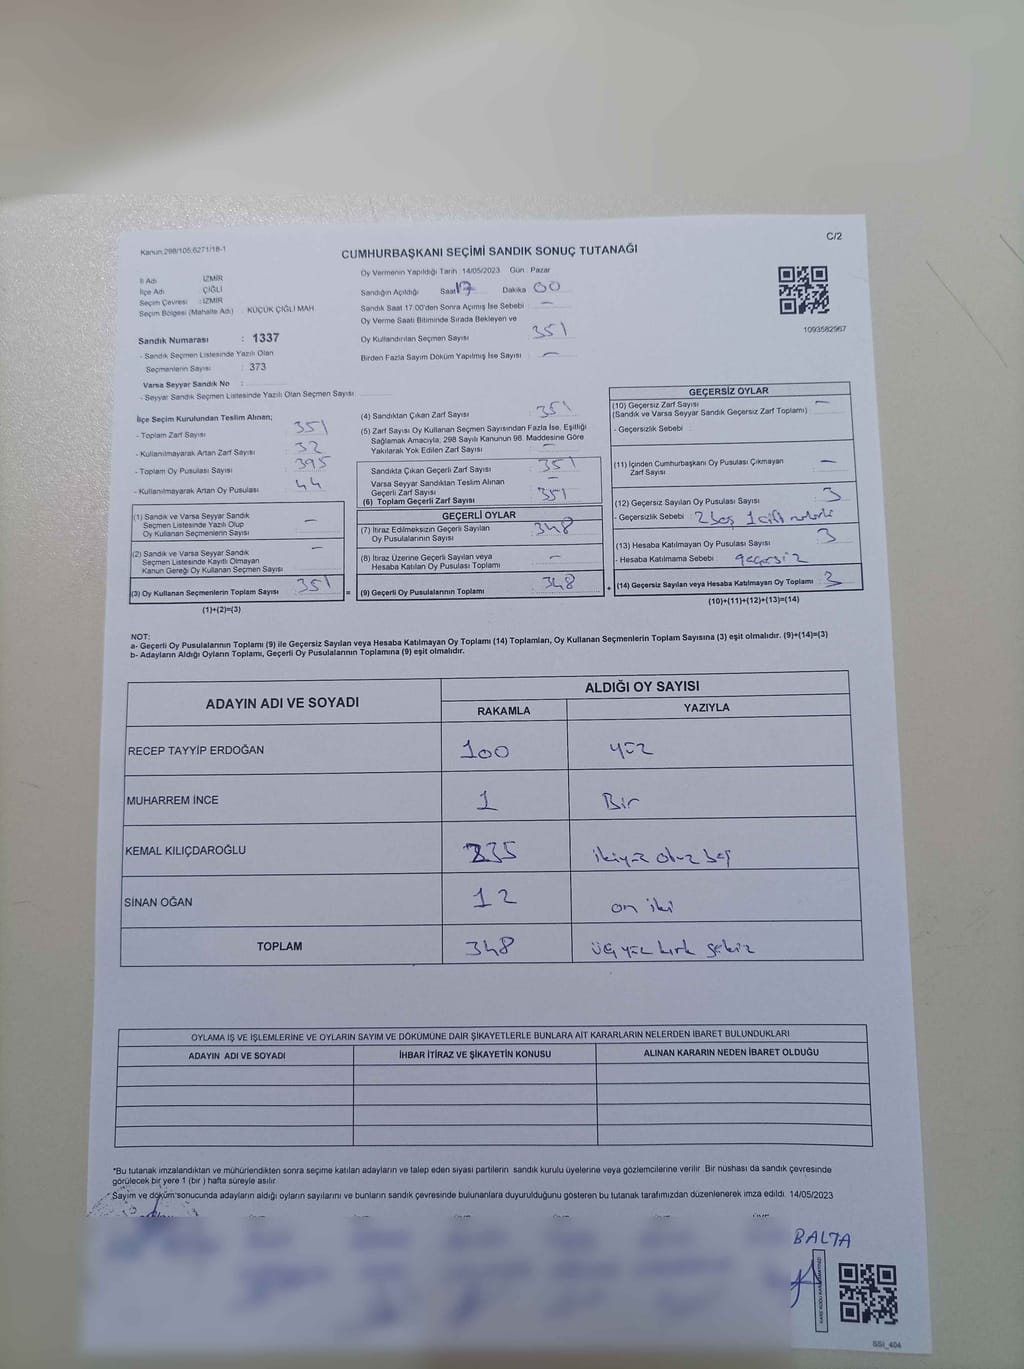 Kanun:298/105;6271/18-1
C/2
CUMHURBAŞKANI SEÇİMİ SANDIK SONUÇ TUTANAĞI
İl Adı İZMİR
İlçe Adı ÇİĞLİ
Seçim Çevresi : İZMİR
Seçim Bölgesi (Mahalle Adı) : KÜÇÜK ÇİĞLİ MAH
Sandık Numarası : 1337
- Sandık Seçmen Listesinde Yazılı Olan
Seçmenlerin Sayısı : 373
Varsa Seyyar Sandık No :
- Seyyar Sandık Seçmen Listesinde Yazılı Olan Seçmen Sayısı
Oy Vermenin Yapıldığı Tarih : 14/05/2023 Gün : Pazar
Sandığın Açıldığı Saat 17 Dakika 00
Sandık Saat 17:00'den Sonra Açımış İse Sebebi : —
Oy Verme Saati Bitiminde Sırada Bekleyen ve
Oy Kullandırılan Seçmen Sayısı 351
Birden Fazla Sayım Döküm Yapılmış İse Sayısı —
1093582967
İlçe Seçim Kurulundan Teslim Alınan;
- Toplam Zarf Sayısı 351
- Kullanılmayarak Artan Zarf Sayısı 32
- Toplam Oy Pusulası Sayısı 395
- Kullanılmayarak Artan Oy Pusulası 44
(1) Sandık ve Varsa Seyyar Sandık
Seçmen Listesinde Yazılı Olup
Oy Kullanan Seçmenlerin Sayısı —
(2) Sandık ve Varsa Seyyar Sandık
Seçmen Listesinde Kayıtlı Olmayan
Kanun Gereği Oy Kullanan Seçmen Sayısı —
(3) Oy Kullanan Seçmenlerin Toplam Sayısı 351 =
(1)+(2)=(3)
(4) Sandıktan Çıkan Zarf Sayısı 351
(5) Zarf Sayısı Oy Kullanan Seçmen Sayısından Fazla İse, Eşitliği
Sağlamak Amacıyla, 298 Sayılı Kanunun 98. Maddesine Göre
Yakılarak Yok Edilen Zarf Sayısı —
Sandıkta Çıkan Geçerli Zarf Sayısı 351
Varsa Seyyar Sandıktan Teslim Alınan
Geçerli Zarf Sayısı —
(6) Toplam Geçerli Zarf Sayısı 351
GEÇERLİ OYLAR
(7) İtiraz Edilmeksizin Geçerli Sayılan
Oy Pusulalarının Sayısı 348
(8) İtiraz Üzerine Geçerli Sayılan veya
Hesaba Katılan Oy Pusulası Toplamı —
(9) Geçerli Oy Pusulalarının Toplamı 348 +
GEÇERSİZ OYLAR
(10) Geçersiz Zarf Sayısı —
(Sandık ve Varsa Seyyar Sandık Geçersiz Zarf Toplamı)
- Geçersizlik Sebebi :
(11) İçinden Cumhurbaşkanı Oy Pusulası Çıkmayan
Zarf Sayısı —
(12) Geçersiz Sayılan Oy Pusulası Sayısı 3
- Geçersizlik Sebebi : 2 boş 1 çift
(13) Hesaba Katılmayan Oy Pusulası Sayısı 3
- Hesaba Katılmama Sebebi : geçersiz
(14) Geçersiz Sayılan veya Hesaba Katılmayan Oy Toplamı 3
(10)+(11)+(12)+(13)=(14)
NOT:
a- Geçerli Oy Pusulalarının Toplamı (9) ile Geçersiz Sayılan veya Hesaba Katılmayan Oy Toplamı (14) Toplamları, Oy Kullanan Seçmenlerin Toplam Sayısına (3) eşit olmalıdır. (9)+(14)=(3)
b- Adayların Aldığı Oyların Toplamı, Geçerli Oy Pusulalarının Toplamına (9) eşit olmalıdır.
ADAYIN ADI VE SOYADI
ALDIĞI OY SAYISI
RAKAMLA YAZIYLA
RECEP TAYYİP ERDOĞAN 100 yüz
MUHARREM İNCE 1 Bir
KEMAL KILIÇDAROĞLU 235 ikiyüz otuz beş
SİNAN OĞAN 12 on iki
TOPLAM 348 üçyüz kırk sekiz
OYLAMA İŞ VE İŞLEMLERİNE VE OYLARIN SAYIM VE DÖKÜMÜNE DAİR ŞİKAYETLERLE BUNLARA AİT KARARLARIN NELERDEN İBARET BULUNDUKLARI
ADAYIN ADI VE SOYADI İHBAR İTİRAZ VE ŞİKAYETİN KONUSU ALINAN KARARIN NEDEN İBARET OLDUĞU
*Bu tutanak imzalandıktan ve mühürlendikten sonra seçime katılan adayların ve talep eden siyasi partilerin sandık kurulu üyelerine veya gözlemcilerine verilir. Bir nüshası da sandık çevresinde
görülecek bir yere 1 (bir ) hafta süreyle asılır.
Sayım ve döküm sonucunda adayların aldığı oyların sayılarını ve bunların sandık çevresinde bulunanlara duyurulduğunu gösteren bu tutanak tarafımızdan düzenlenerek imza edildi. 14/05/2023
BALTA
SSİ_404